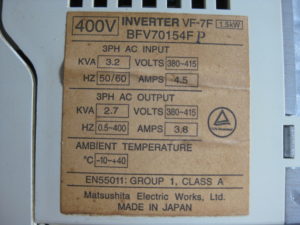 400V INVERTER VF-7F 1.5kW
BFV70154F P
3PH AC INPUT
KVA 3.2 VOLTS 380~415
HZ 50/60 AMPS 4.5
3PH AC OUTPUT
KVA 2.7 VOLTS 380~415
HZ 0.5~400 AMPS 3.8
AMBIENT TEMPERATURE
°C -10~+40
EN55011: GROUP 1, CLASS A
Matsushita Electric Works, Ltd.
MADE IN JAPAN